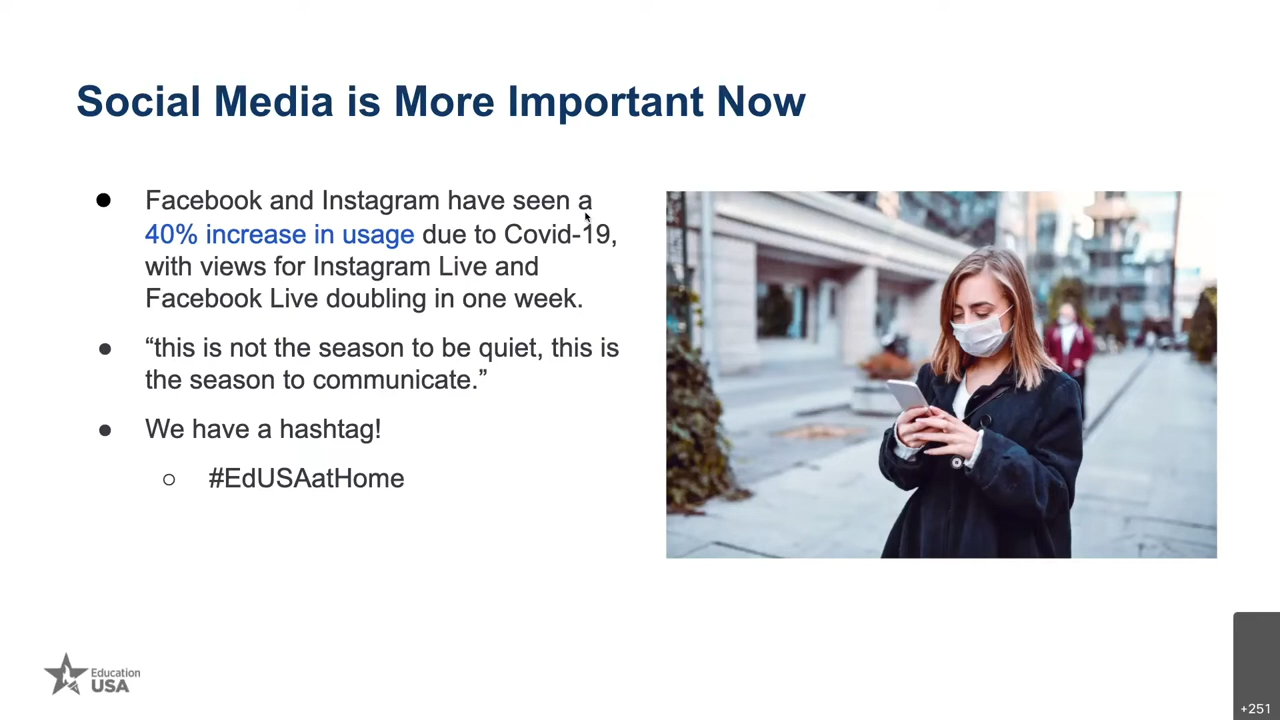 Social Media is More Important Now
● Facebook and Instagram have seen a
40% increase in usage due to Covid-19,
with views for Instagram Live and
Facebook Live doubling in one week.
● “this is not the season to be quiet, this is
the season to communicate.”
● We have a hashtag!
○ #EdUSAatHome
Education
USA
+251